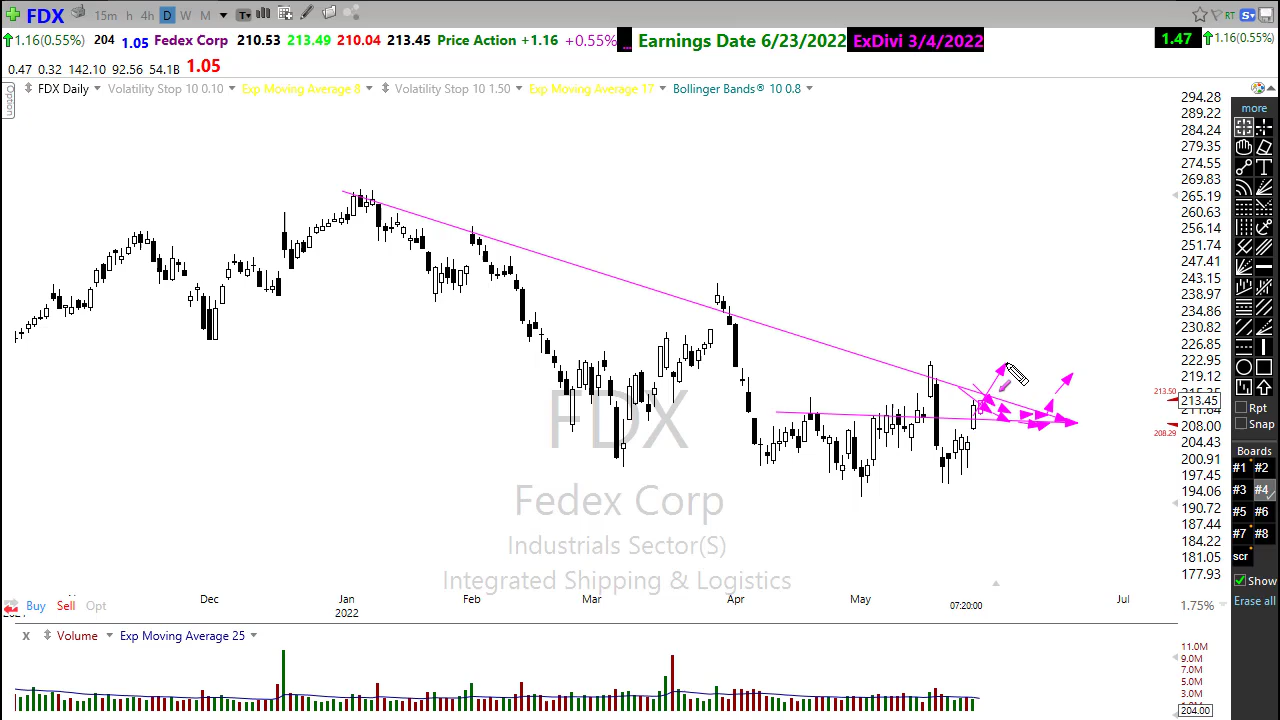 FDX 15m h 4h D W M T RT S
1.16(0.55%) 204 1.05 Fedex Corp 210.53 213.49 210.04 213.45 Price Action +1.16 +0.55% ... Earnings Date 6/23/2022 ExDivi 3/4/2022 1.47 1.16(0.55%)
0.47 0.32 142.10 92.56 54.1B 1.05
Option
FDX Daily Volatility Stop 10 0.10 Exp Moving Average 8 Volatility Stop 10 1.50 Exp Moving Average 17 Bollinger Bands® 10 0.8
294.28
289.22
284.24
279.35
274.55
269.83
265.19
260.63
256.14
251.74
247.41
243.15
238.97
234.86
230.82
226.85
222.95
219.12
213.50
213.45
208.00
208.29
204.43
200.91
197.45
194.06
190.72
187.44
184.22
181.05
177.93
more
T
Rpt
Snap
Boards
#1 #2
#3 #4
#5 #6
#7 #8
scr
Show
Erase all
FDX
Fedex Corp
Industrials Sector(S)
Integrated Shipping & Logistics
Dec Jan Feb Mar Apr May 07:20:00 Jul
2022
Buy Sell Opt
1.75%
X Volume Exp Moving Average 25
11.0M
9.0M
7.0M
5.0M
3.0M
204.00